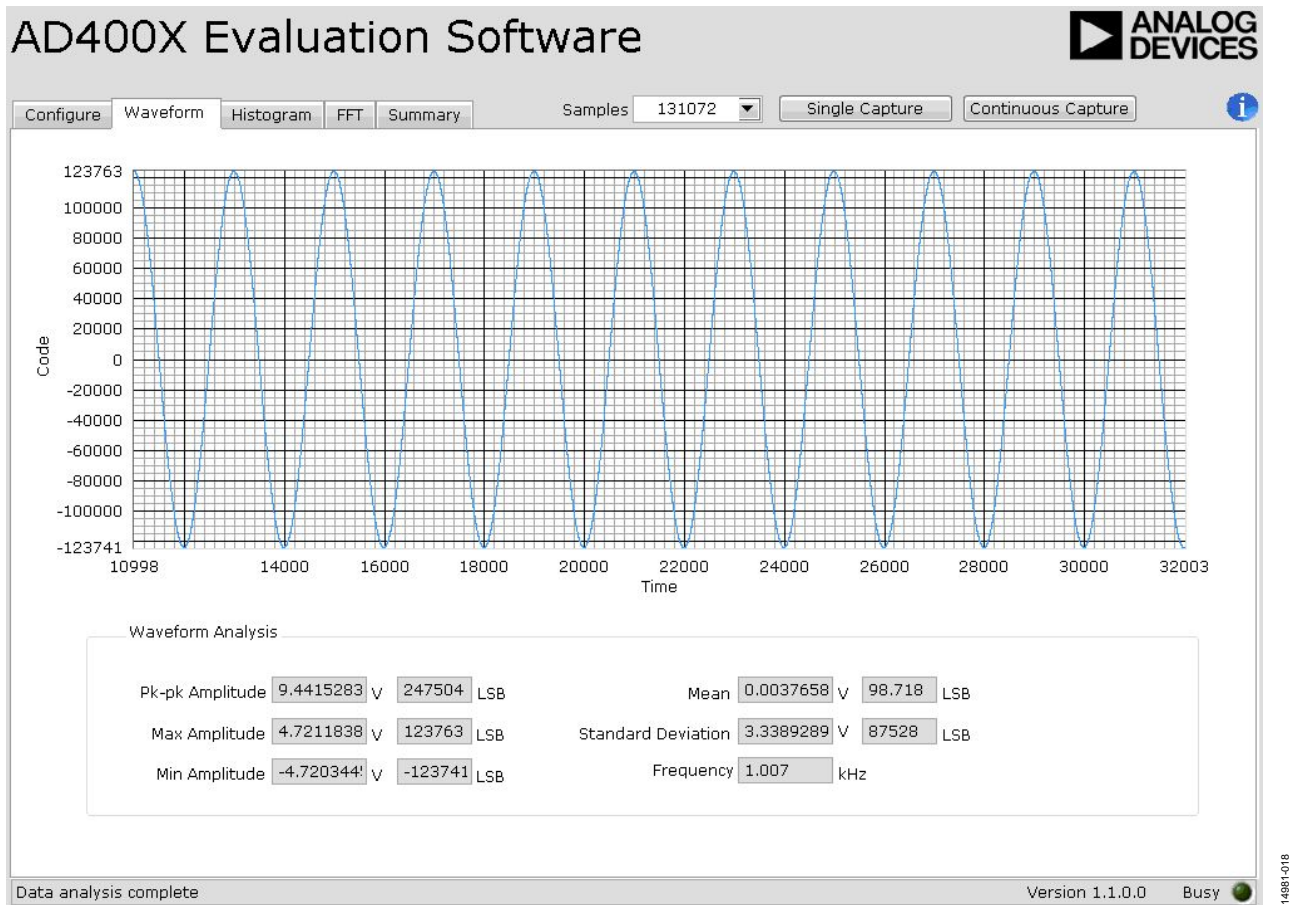 AD400X Evaluation Software
ANALOG
DEVICES
Configure Waveform Histogram FFT Summary Samples 131072 Single Capture Continuous Capture i
123763
100000
80000
60000
40000
20000
0
-20000
-40000
-60000
-80000
-100000
-123741
Code
10998 14000 16000 18000 20000 22000 24000 26000 28000 30000 32003
Time
Waveform Analysis
Pk-pk Amplitude 9.4415283 V 247504 LSB Mean 0.0037658 V 98.718 LSB
Max Amplitude 4.7211838 V 123763 LSB Standard Deviation 3.3389289 V 87528 LSB
Min Amplitude -4.720344 V -123741 LSB Frequency 1.007 kHz
Data analysis complete Version 1.1.0.0 Busy
14981-018